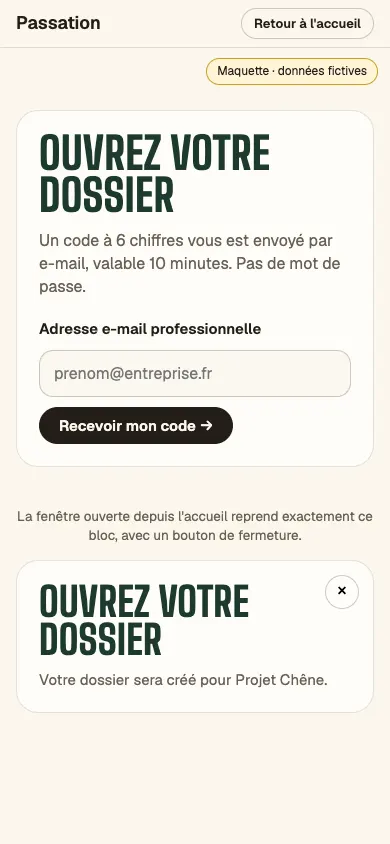 Passation
Retour à l'accueil
Maquette · données fictives
OUVREZ VOTRE
DOSSIER
Un code à 6 chiffres vous est envoyé par
e-mail, valable 10 minutes. Pas de mot de
passe.
Adresse e-mail professionnelle
prenom@entreprise.fr
Recevoir mon code →
La fenêtre ouverte depuis l'accueil reprend exactement ce
bloc, avec un bouton de fermeture.
OUVREZ VOTRE
DOSSIER
×
Votre dossier sera créé pour Projet Chêne.